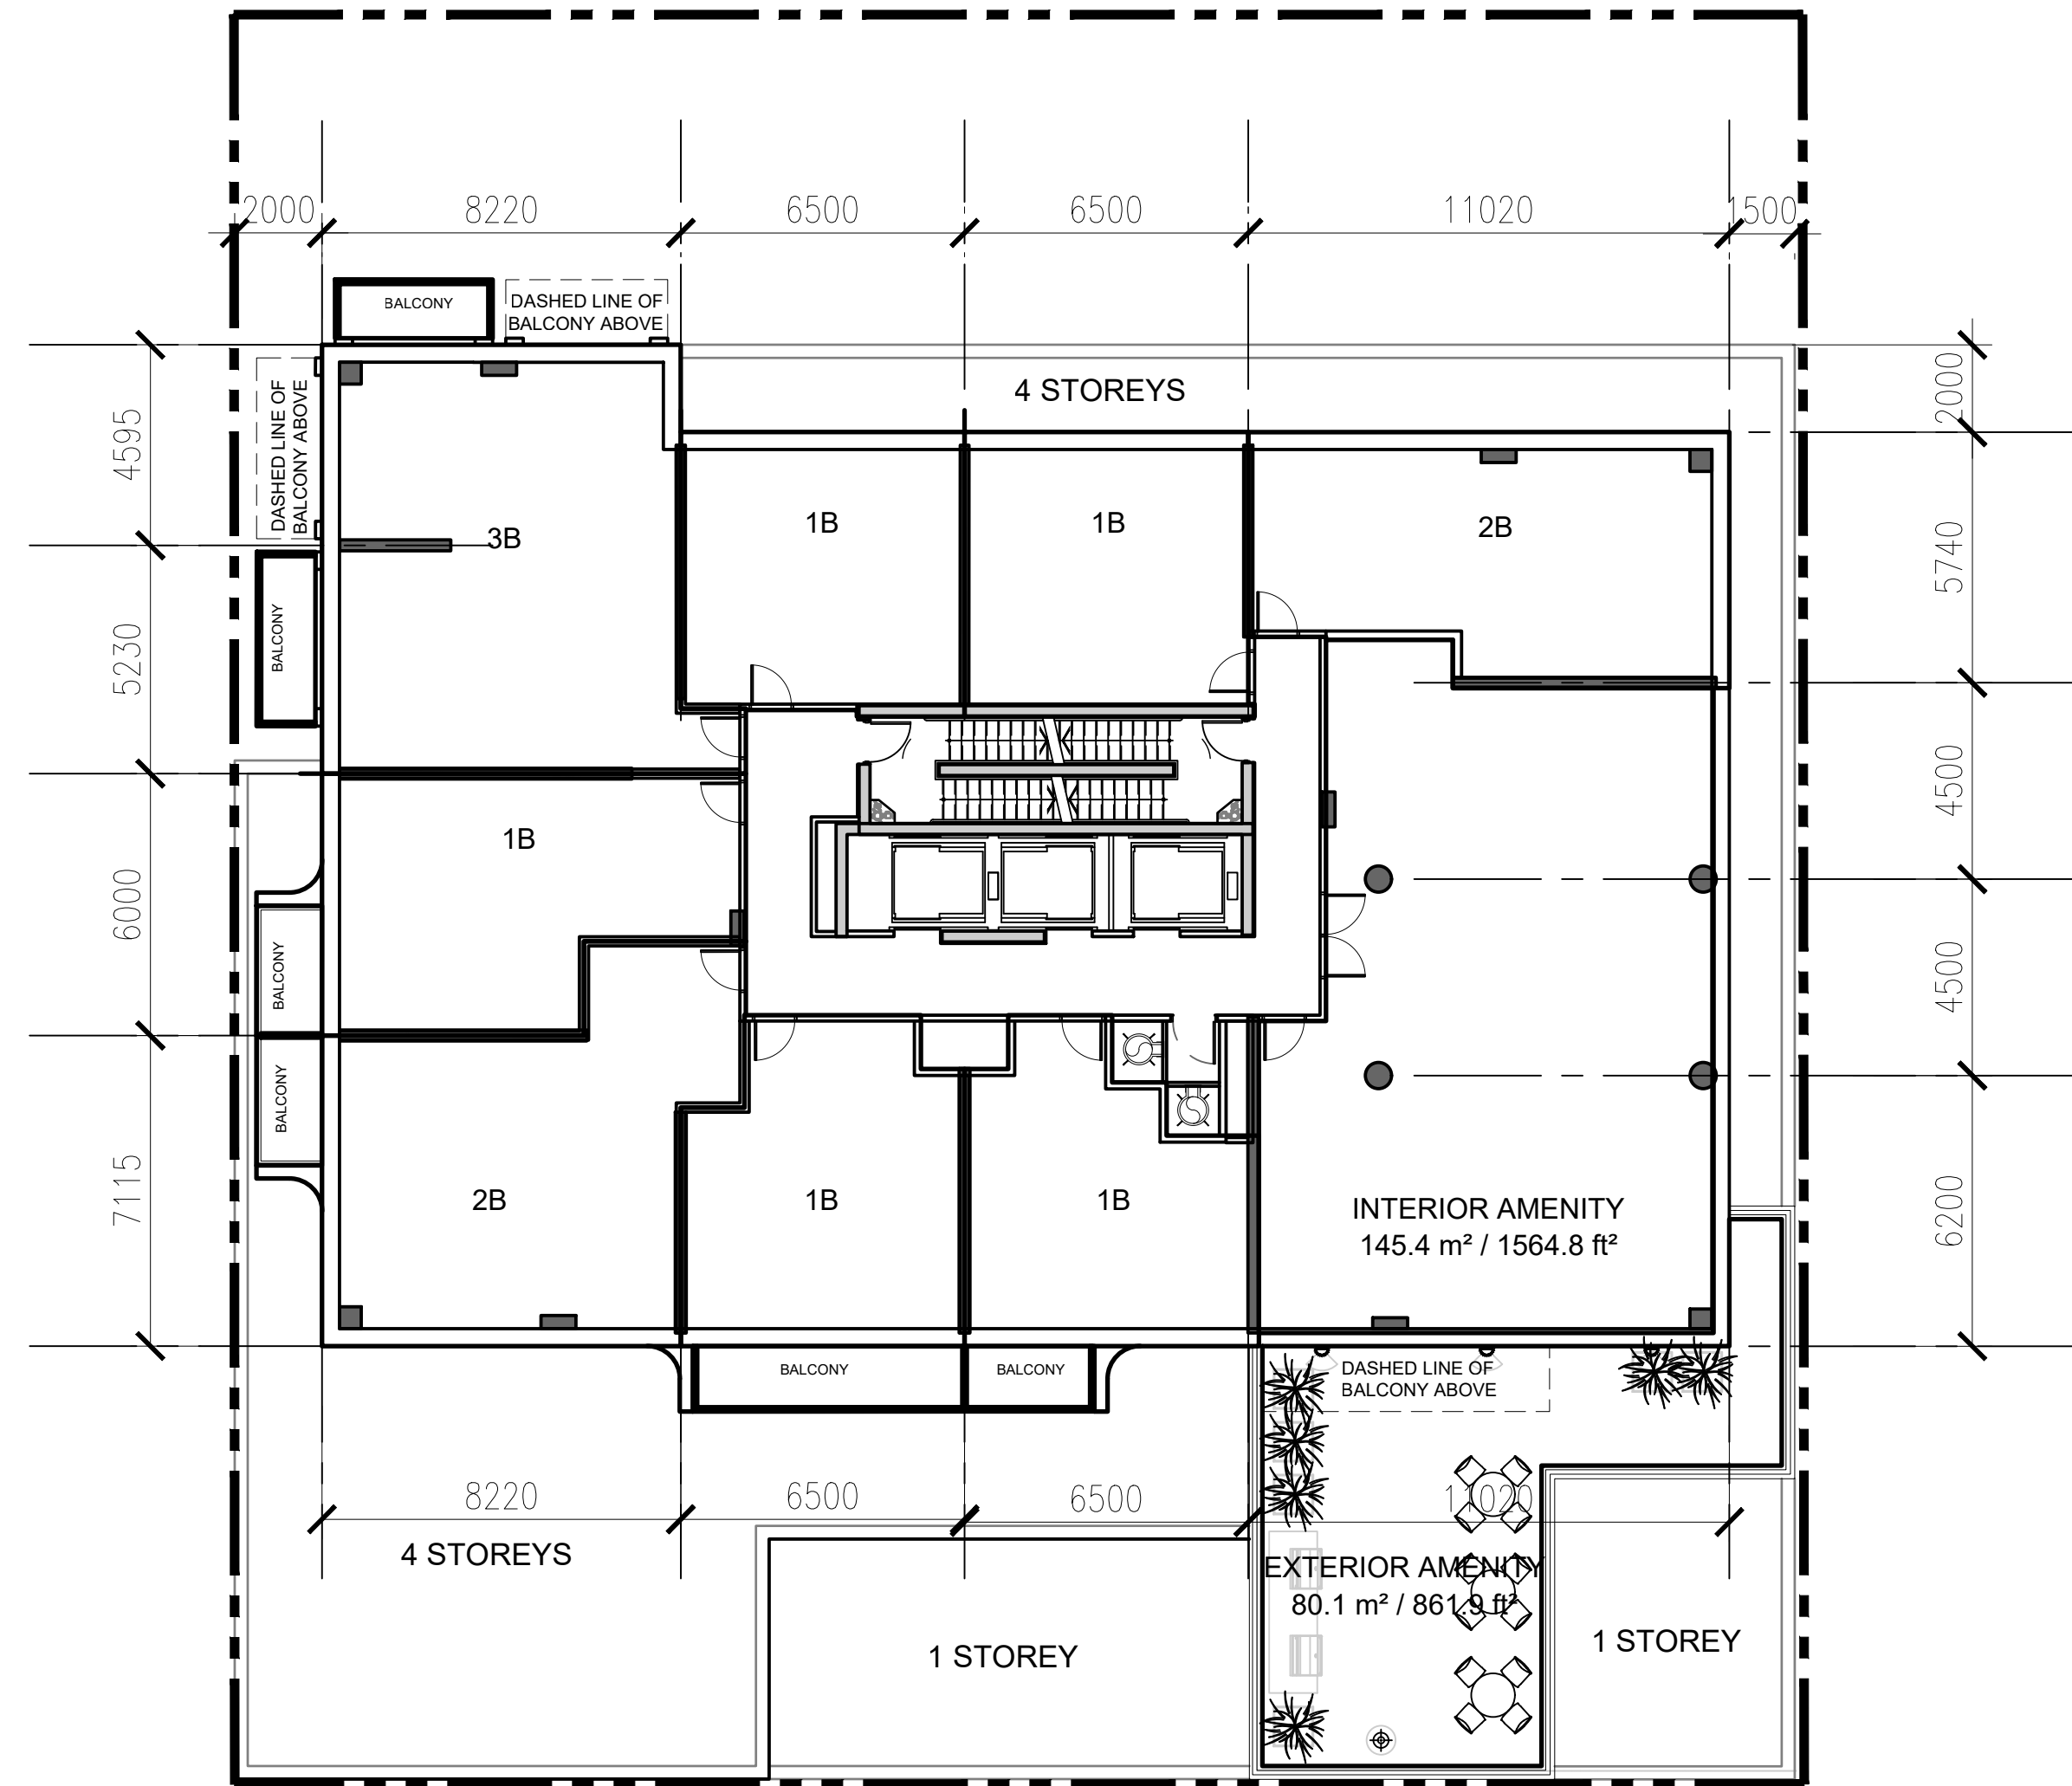 2000
8220
6500
6500
11020
1500
BALCONY
DASHED LINE OF
BALCONY ABOVE
DASHED LINE OF
BALCONY ABOVE
4 STOREYS
2000
4595
3B
1B
1B
2B
5740
BALCONY
5230
4500
1B
6000
BALCONY
4500
BALCONY
7115
2B
1B
1B
INTERIOR AMENITY
145.4 m² / 1564.8 ft²
6200
BALCONY
BALCONY
DASHED LINE OF
BALCONY ABOVE
8220
6500
6500
11020
4 STOREYS
EXTERIOR AMENITY
80.1 m² / 861.9 ft²
1 STOREY
1 STOREY